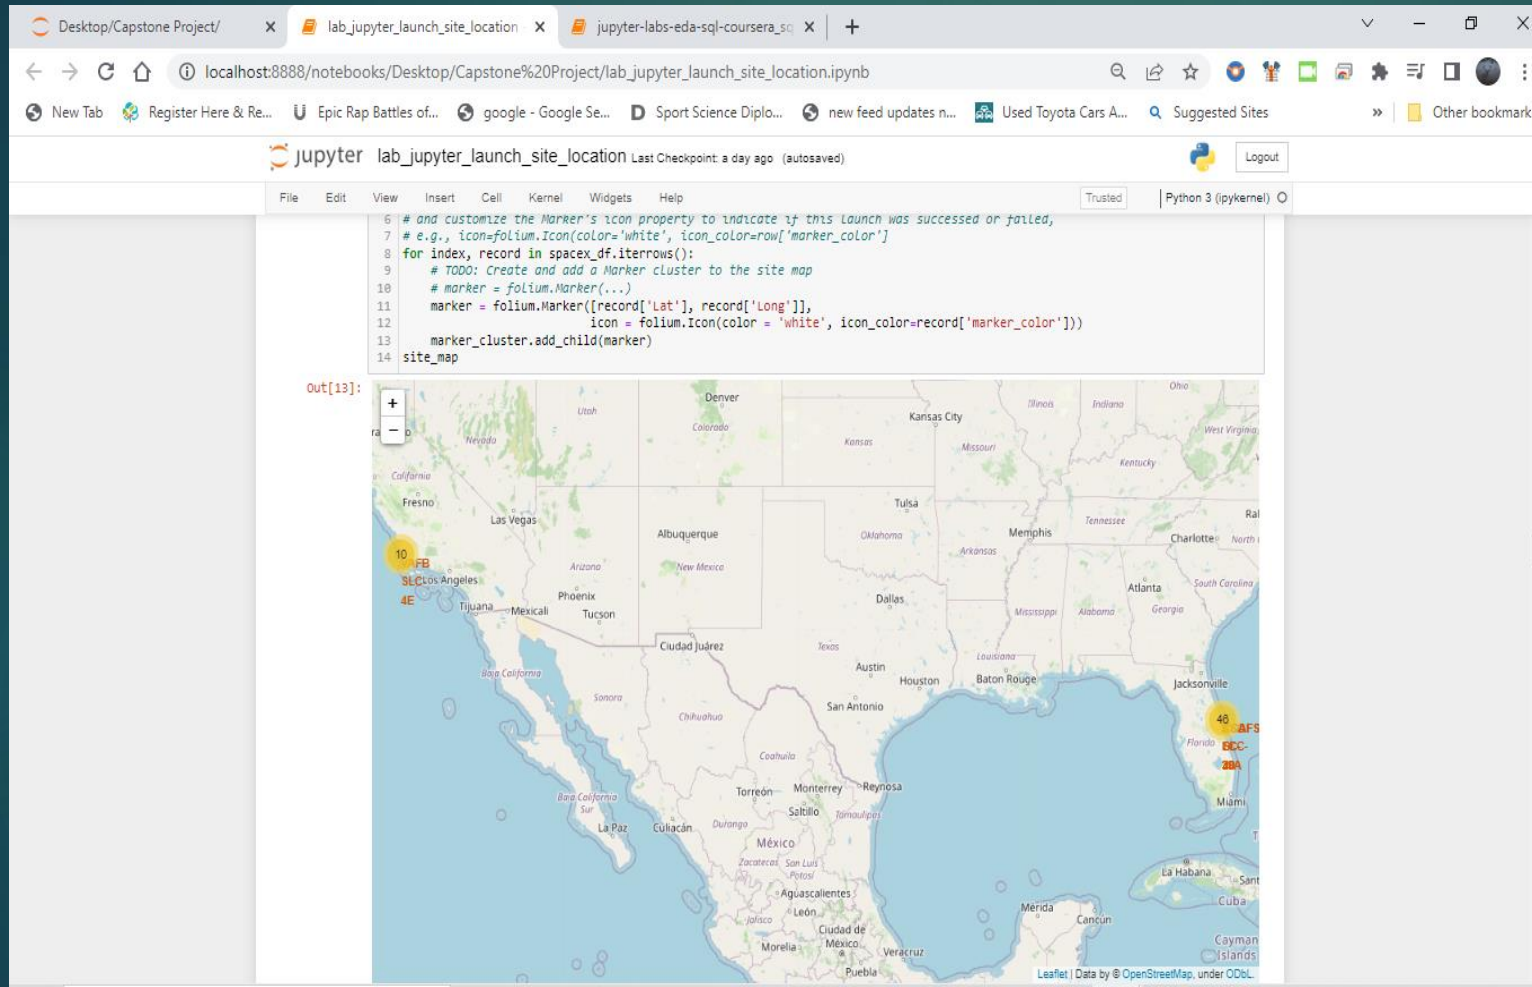 Desktop/Capstone Project/
lab_jupyter_launch_site_location
jupyter-labs-eda-sql-coursera_sq
localhost:8888/notebooks/Desktop/Capstone%20Project/lab_jupyter_launch_site_location.ipynb
New Tab
Register Here & Re...
Epic Rap Battles of...
google - Google Se...
Sport Science Diplo...
new feed updates n...
Used Toyota Cars A...
Suggested Sites
»
Other bookmark
jupyter lab_jupyter_launch_site_location Last Checkpoint: a day ago (autosaved)
Logout
File Edit View Insert Cell Kernel Widgets Help
Trusted
Python 3 (ipykernel)
6 # and customize the Marker's icon property to indicate if this launch was successed or failed,
7 # e.g., icon=folium.Icon(color='white', icon_color=row['marker_color']
8 for index, record in spacex_df.iterrows():
9 # TODO: Create and add a Marker cluster to the site map
10 # marker = folium.Marker(...)
11 marker = folium.Marker([record['Lat'], record['Long']],
12 icon = folium.Icon(color = 'white', icon_color=record['marker_color']))
13 marker_cluster.add_child(marker)
14 site_map
Out[13]:
+
−
Ohio
Denver
Utah
Illinois
Indiana
Kansas City
Colorado
West Virginia
Nevada
Kansas
Missouri
Kentucky
California
Fresno
Tulsa
Las Vegas
Tennessee
Ral
Albuquerque
Oklahoma
Memphis
Charlotte
North
10
Arkansas
AFB
Arizona
New Mexico
SLC
Los Angeles
Atlanta
South Carolina
4E
Phoenix
Dallas
Tijuana
Mexicali
Tucson
Mississippi
Alabama
Georgia
Ciudad Juárez
Texas
Louisiana
Austin
Houston
Baton Rouge
Baja California
Jacksonville
Sonora
San Antonio
Chihuahua
46
AFS
Florida
Coahuila
Torreón
Monterrey
Reynosa
Baja California Sur
Miami
Saltillo
Tamaulipas
La Paz
Culiacán
Durango
México
Zacatecas
San Luis Potosí
La Habana
Sant
Aguascalientes
Cuba
León
Mérida
Jalisco
Cancún
Ciudad de México
Cayman Islands
Morelia
Veracruz
Puebla
Leaflet | Data by © OpenStreetMap, under ODbL.